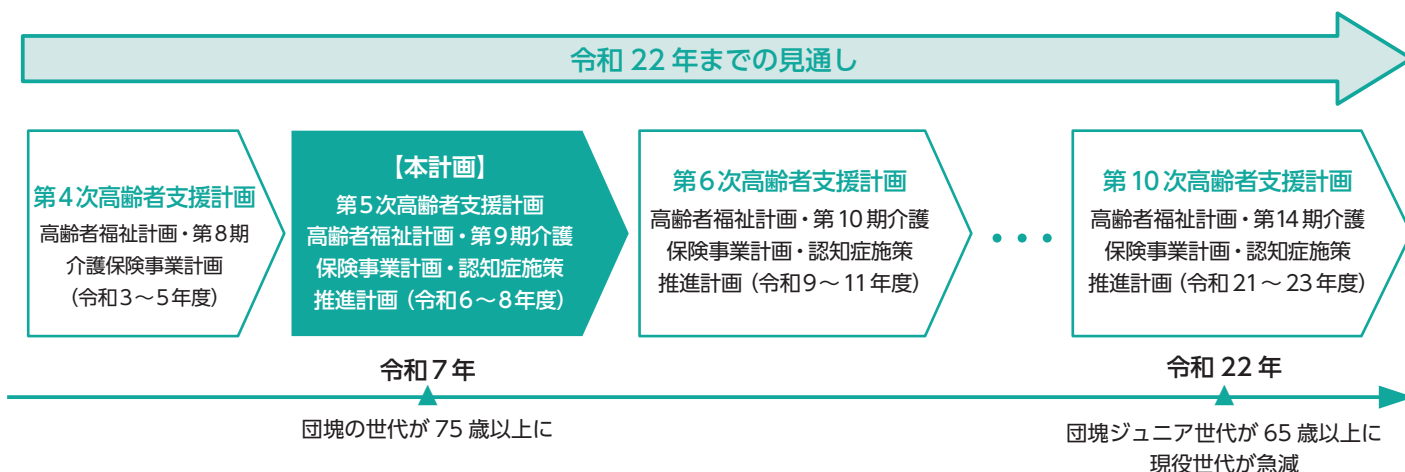 令和 22 年までの見通し
第4次高齢者支援計画
高齢者福祉計画・第8期
介護保険事業計画
（令和3～5年度）
【本計画】
第5次高齢者支援計画
高齢者福祉計画・第9期介護
保険事業計画・認知症施策
推進計画（令和6～8年度）
第6次高齢者支援計画
高齢者福祉計画・第 10 期介護
保険事業計画・認知症施策
推進計画（令和9～ 11 年度）
・・・
第 10 次高齢者支援計画
高齢者福祉計画・第14期介護
保険事業計画・認知症施策
推進計画（令和 21 ～ 23 年度）
令和 7 年
団塊の世代が 75 歳以上に
令和 22 年
団塊ジュニア世代が 65 歳以上に
現役世代が急減